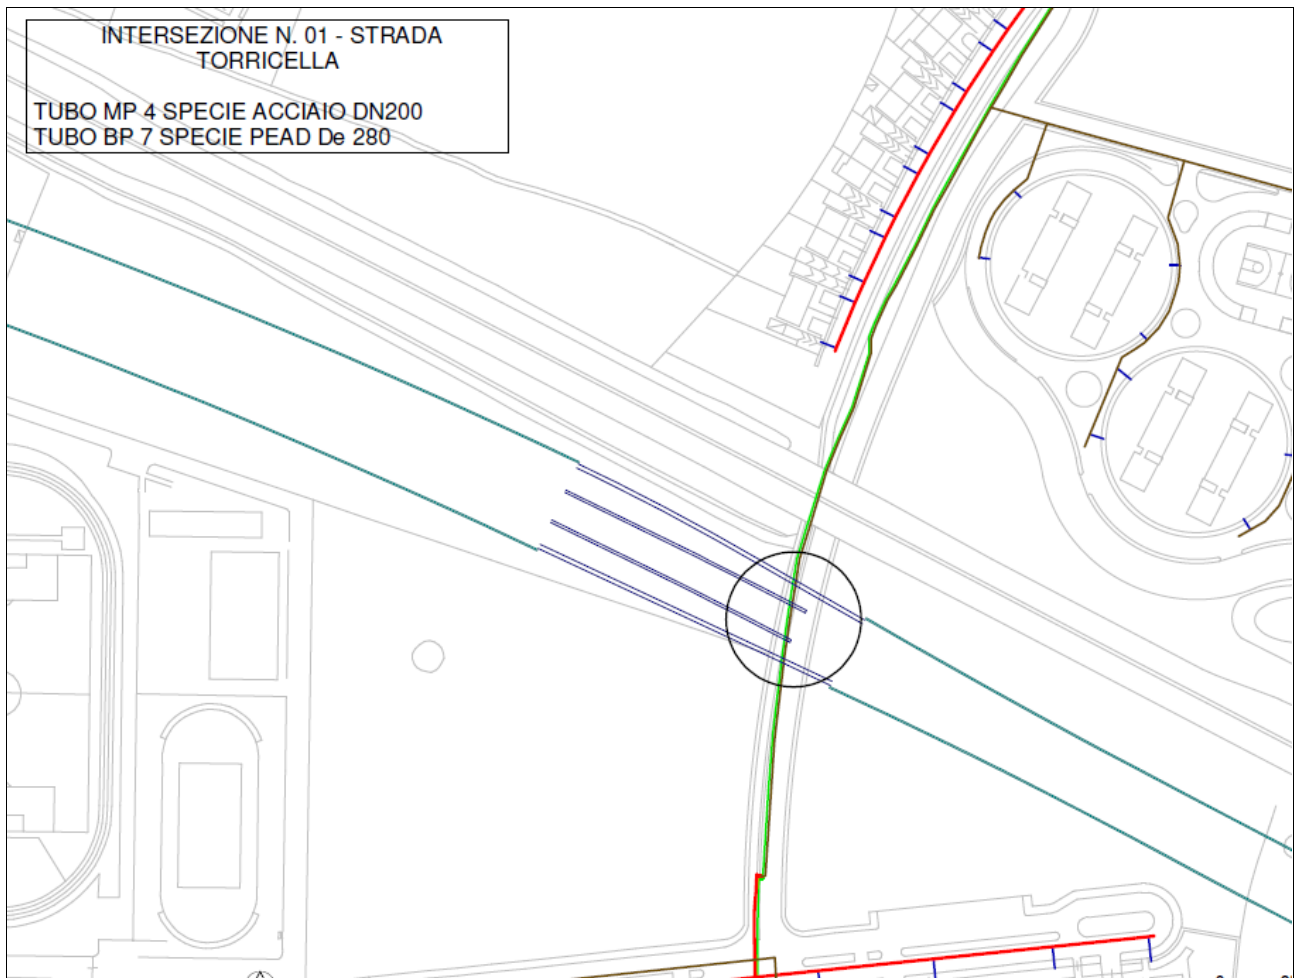 INTERSEZIONE N. 01 - STRADA
TORRICELLA
TUBO MP 4 SPECIE ACCIAIO DN200
TUBO BP 7 SPECIE PEAD De 280